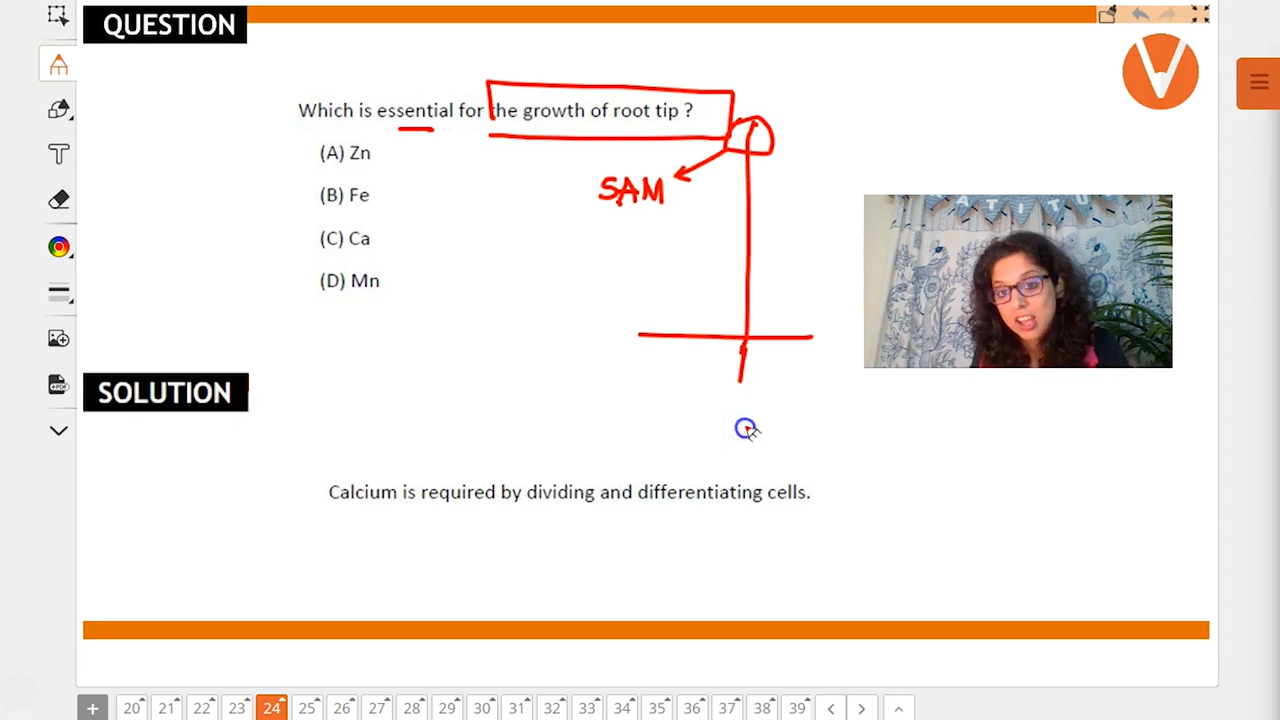 QUESTION
Which is essential for the growth of root tip ?
(A) Zn
(B) Fe
(C) Ca
(D) Mn
SAM
SOLUTION
Calcium is required by dividing and differentiating cells.
20 21 22 23 24 25 26 27 28 29 30 31 32 33 34 35 36 37 38 39